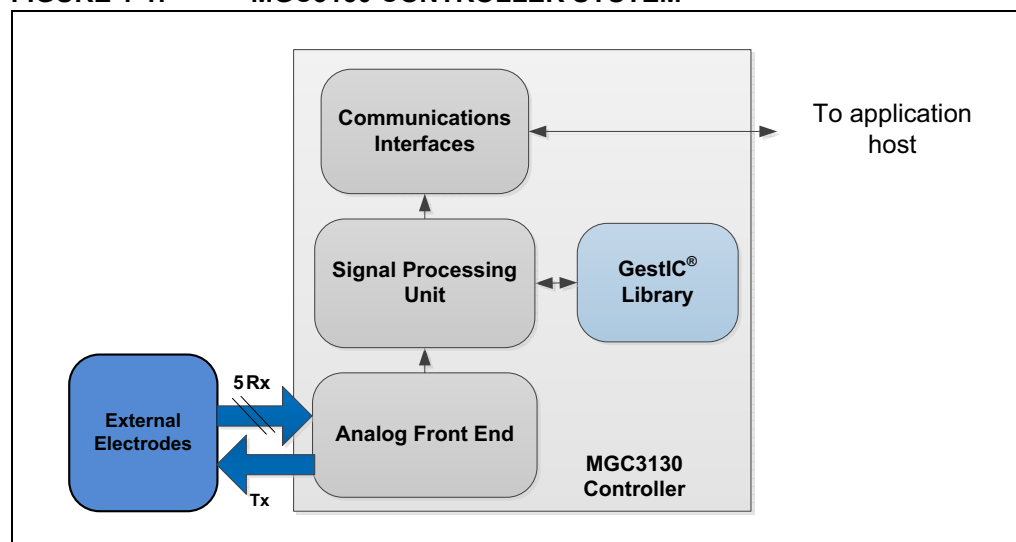 Communications
Interfaces
To application
host
Signal Processing
Unit
GestIC®
Library
5 Rx
External
Electrodes
Analog Front End
Tx
MGC3130
Controller